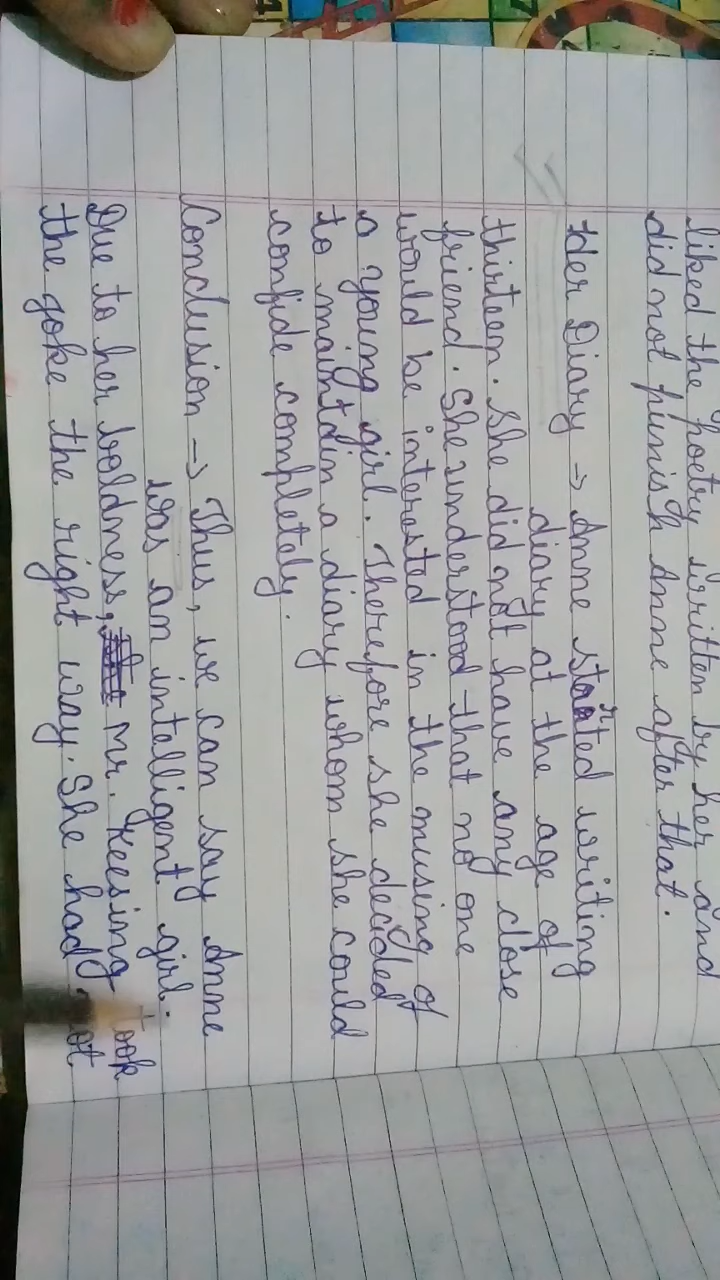 liked the poetry written by her and
did not punish Anne after that.
Her Diary → Anne started writing
diary at the age of
thirteen. She did not have any close
friend. She understood that no one
would be interested in the musing of
a young girl. Therefore she decided
to maintain a diary whom she could
confide completely.
Conclusion → Thus, we can say Anne
was an intelligent girl.
Due to her boldness, Mr. Keesing took
the goke the right way. She had not